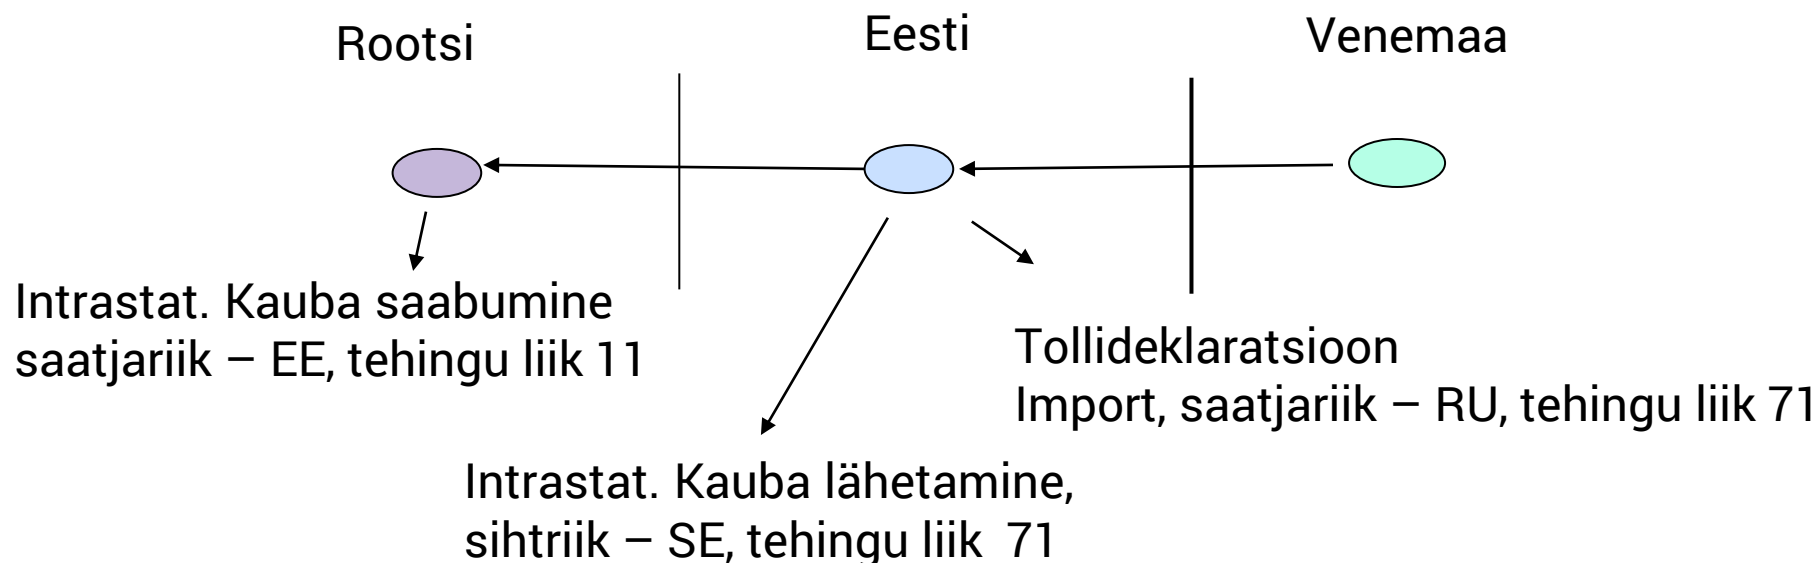 Rootsi
Eesti
Venemaa
Intrastat. Kauba saabumine
saatjariik – EE, tehingu liik 11
Tollideklaratsioon
Import, saatjariik – RU, tehingu liik 71
Intrastat. Kauba lähetamine,
sihtriik – SE, tehingu liik 71